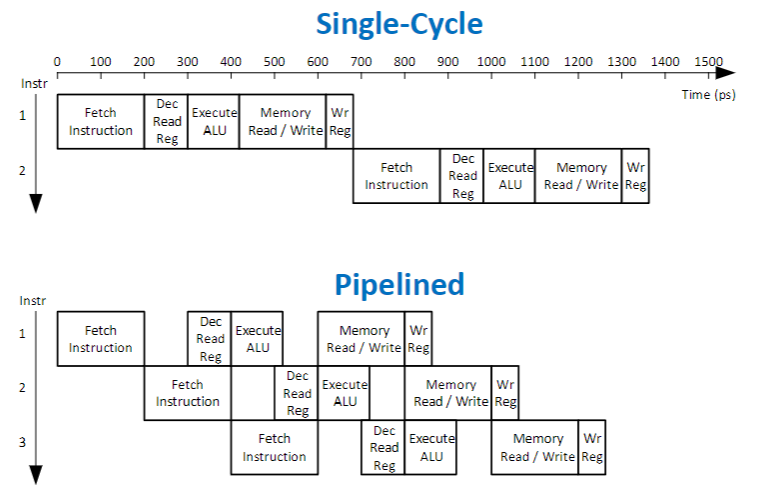 Single-Cycle
0 100 200 300 400 500 600 700 800 900 1000 1100 1200 1300 1400 1500
Instr
Time (ps)
1
Fetch
Instruction
Dec
Read
Reg
Execute
ALU
Memory
Read / Write
Wr
Reg
2
Fetch
Instruction
Dec
Read
Reg
Execute
ALU
Memory
Read / Write
Wr
Reg
Pipelined
Instr
1
Fetch
Instruction
Dec
Read
Reg
Execute
ALU
Memory
Read / Write
Wr
Reg
2
Fetch
Instruction
Dec
Read
Reg
Execute
ALU
Memory
Read / Write
Wr
Reg
3
Fetch
Instruction
Dec
Read
Reg
Execute
ALU
Memory
Read / Write
Wr
Reg